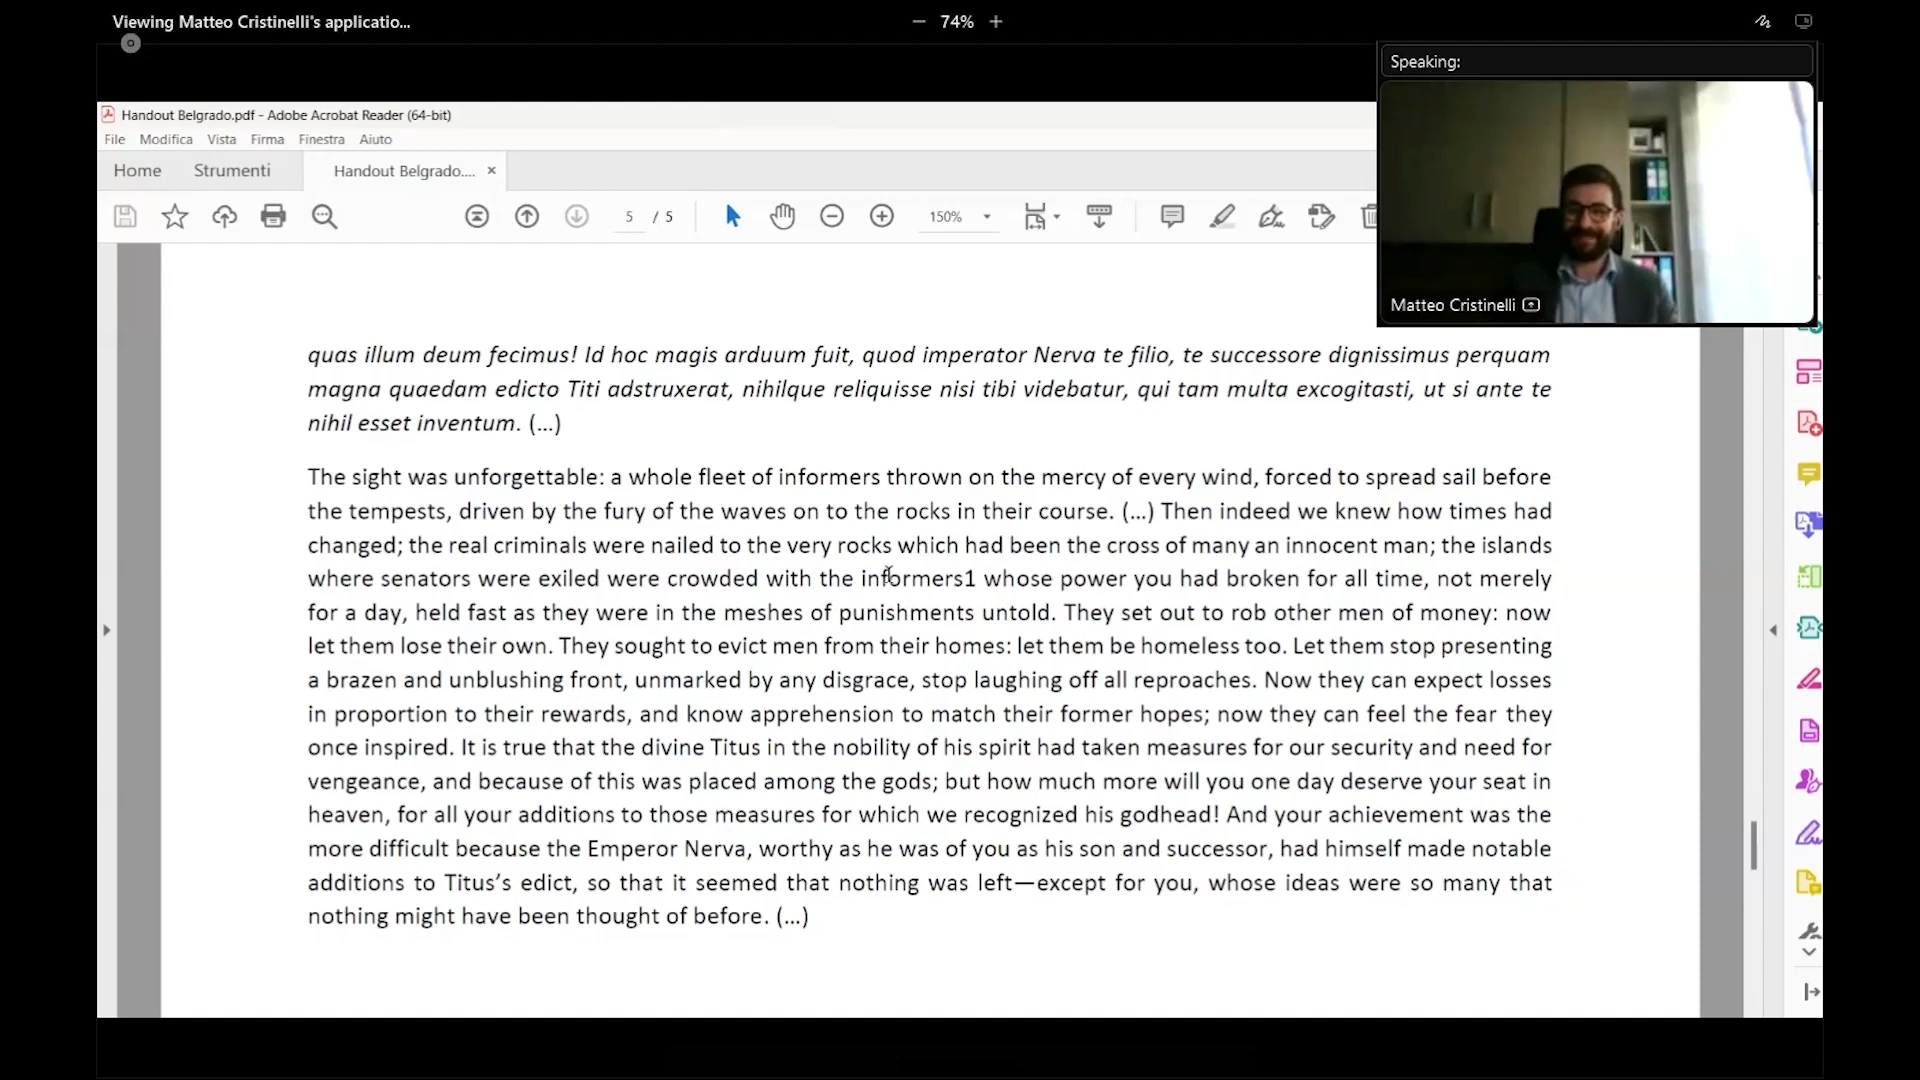 Viewing Matteo Cristinelli's applicatio...
74%
Speaking:
Matteo Cristinelli
Handout Belgrado.pdf - Adobe Acrobat Reader (64-bit)
File Modifica Vista Firma Finestra Aiuto
Home Strumenti Handout Belgrado.... ×
5 / 5 150%
quas illum deum fecimus! Id hoc magis arduum fuit, quod imperator Nerva te filio, te successore dignissimus perquam
magna quaedam edicto Titi adstruxerat, nihilque reliquisse nisi tibi videbatur, qui tam multa excogitasti, ut si ante te
nihil esset inventum. (...)
The sight was unforgettable: a whole fleet of informers thrown on the mercy of every wind, forced to spread sail before
the tempests, driven by the fury of the waves on to the rocks in their course. (...) Then indeed we knew how times had
changed; the real criminals were nailed to the very rocks which had been the cross of many an innocent man; the islands
where senators were exiled were crowded with the informers1 whose power you had broken for all time, not merely
for a day, held fast as they were in the meshes of punishments untold. They set out to rob other men of money: now
let them lose their own. They sought to evict men from their homes: let them be homeless too. Let them stop presenting
a brazen and unblushing front, unmarked by any disgrace, stop laughing off all reproaches. Now they can expect losses
in proportion to their rewards, and know apprehension to match their former hopes; now they can feel the fear they
once inspired. It is true that the divine Titus in the nobility of his spirit had taken measures for our security and need for
vengeance, and because of this was placed among the gods; but how much more will you one day deserve your seat in
heaven, for all your additions to those measures for which we recognized his godhead! And your achievement was the
more difficult because the Emperor Nerva, worthy as he was of you as his son and successor, had himself made notable
additions to Titus’s edict, so that it seemed that nothing was left—except for you, whose ideas were so many that
nothing might have been thought of before. (...)